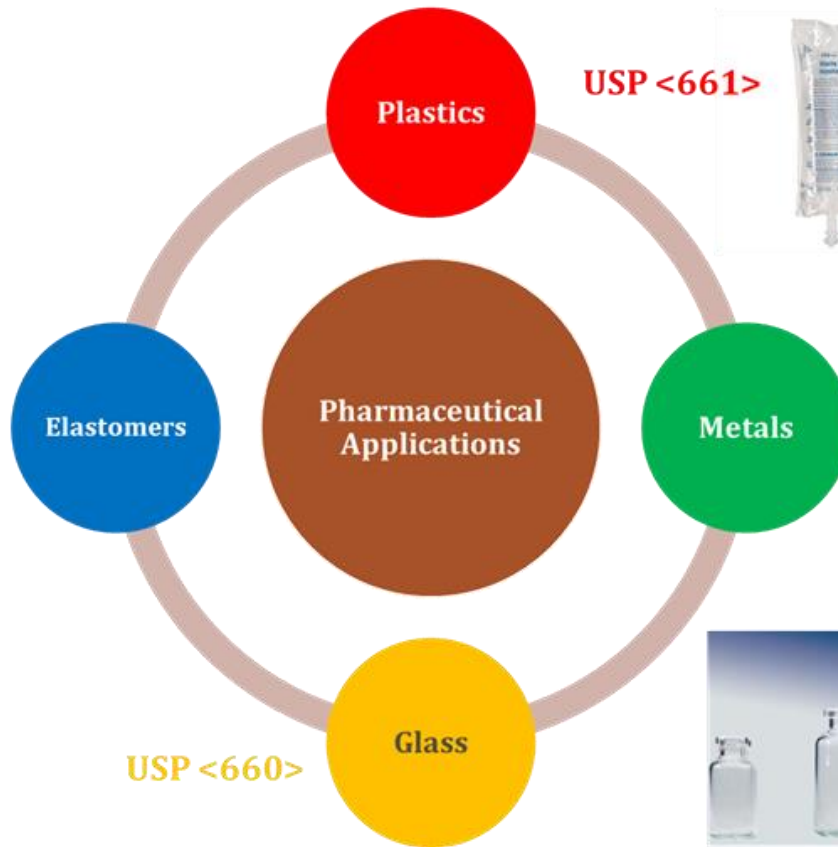 Plastics
USP <661>
Elastomers
Pharmaceutical
Applications
Metals
Glass
USP <660>